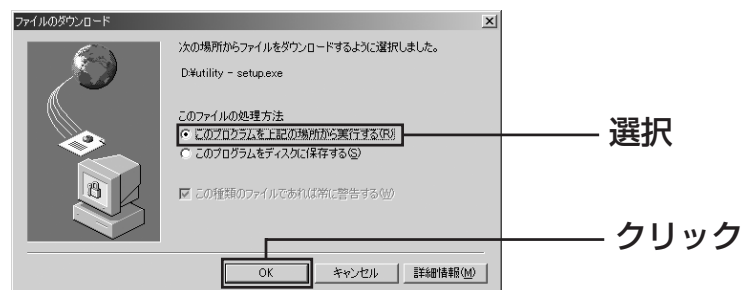 ファイルのダウンロード
次の場所からファイルをダウンロードするように選択しました。
D:¥utility - setup.exe
このファイルの処理方法
このプログラムを上記の場所から実行する(R)
選択
このプログラムをディスクに保存する(S)
この種類のファイルであれば常に警告する(W)
クリック
OK
キャンセル
詳細情報(M)